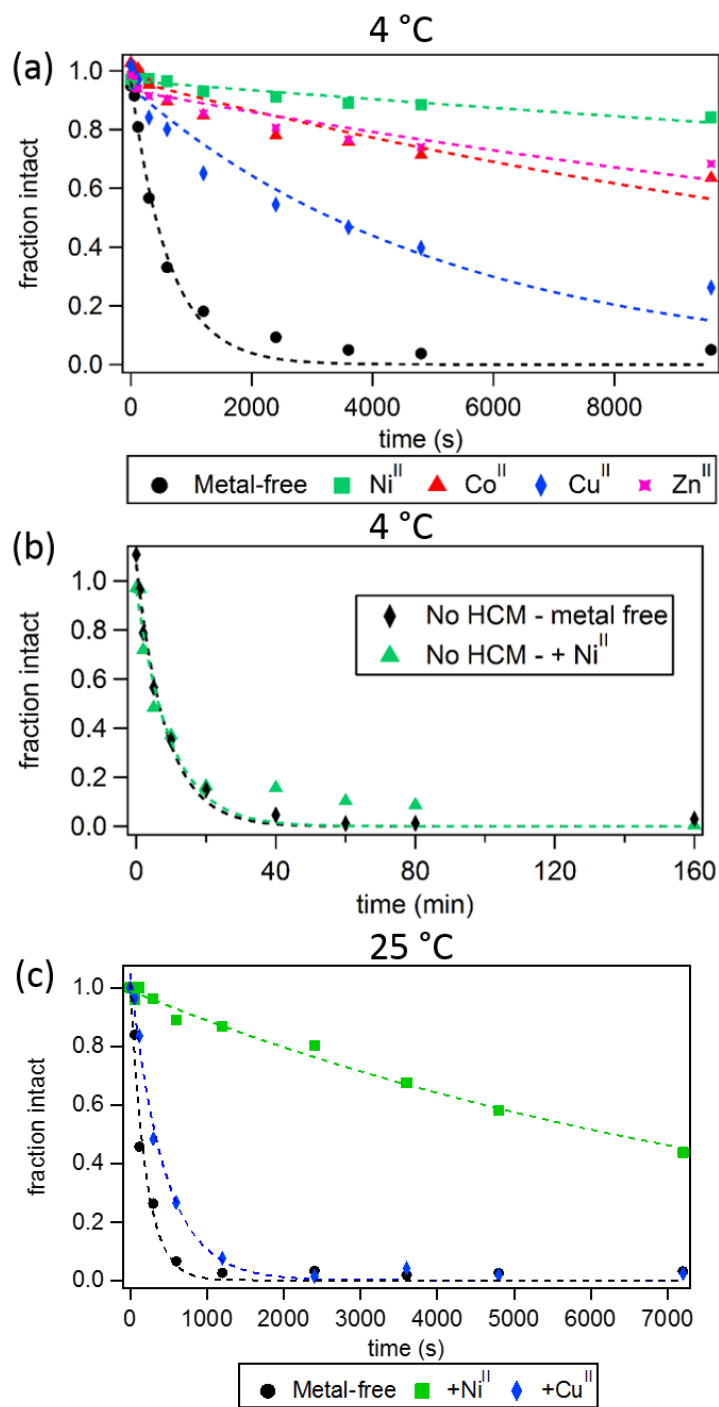 4 °C
(a)
1.0
0.8
0.6
0.4
0.2
0.0
fraction intact
0 2000 4000 6000 8000
time (s)
Metal-free Ni^II Co^II Cu^II Zn^II
4 °C
(b)
1.0
0.8
0.6
0.4
0.2
0.0
fraction intact
No HCM - metal free
No HCM - + Ni^II
0 40 80 120 160
time (min)
25 °C
(c)
1.0
0.8
0.6
0.4
0.2
0.0
fraction intact
0 1000 2000 3000 4000 5000 6000 7000
time (s)
Metal-free +Ni^II +Cu^II